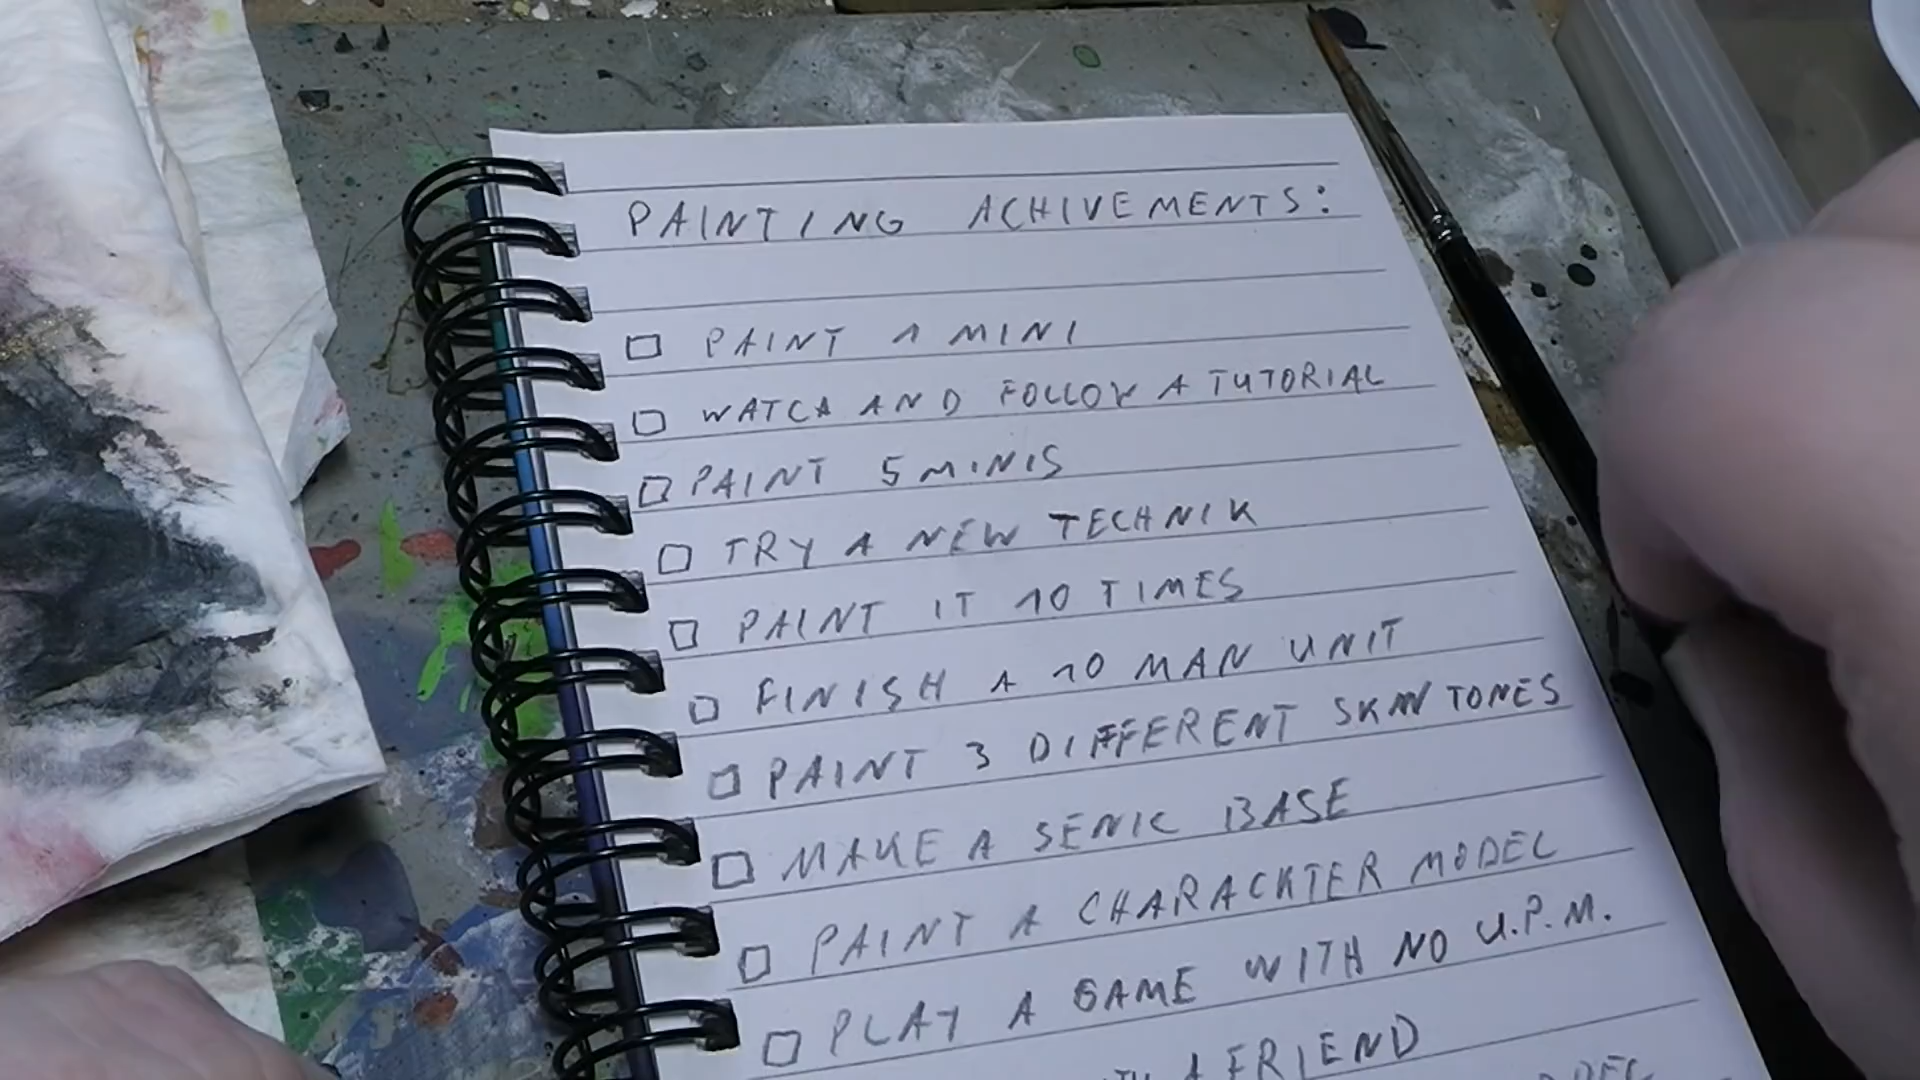 PAINTING ACHIVEMENTS:
PAINT 1 MINI
WATCH AND FOLLOW A TUTORIAL
PAINT 5 MINIS
TRY A NEW TECHNIK
PAINT IT 10 TIMES
FINISH A 10 MAN UNIT
PAINT 3 DIFFERENT SKIN TONES
MAKE A SENIC BASE
PAINT A CHARACKTER MODEL
PLAY A GAME WITH NO U.P.M.
A FRIEND